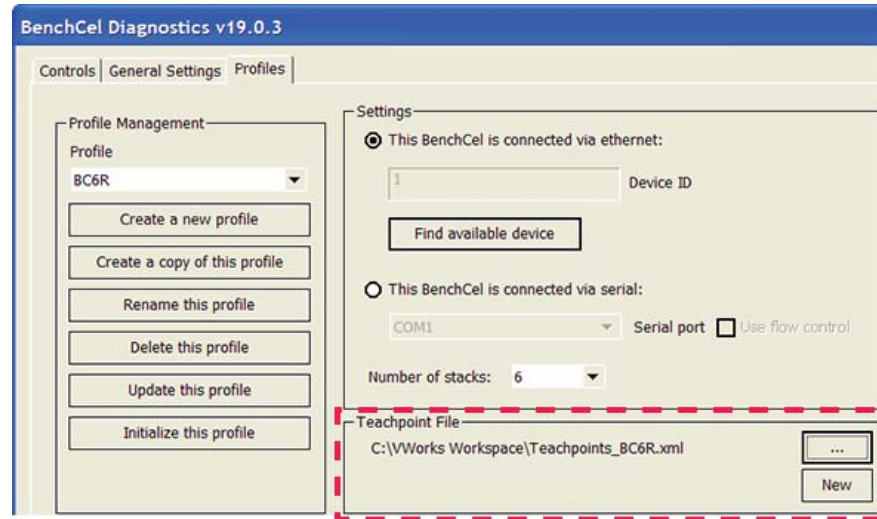 BenchCel Diagnostics v19.0.3
Controls General Settings Profiles
Profile Management
Profile
BC6R
Create a new profile
Create a copy of this profile
Rename this profile
Delete this profile
Update this profile
Initialize this profile
Settings
This BenchCel is connected via ethernet:
1 Device ID
Find available device
This BenchCel is connected via serial:
COM1 Serial port Use flow control
Number of stacks: 6
Teachpoint File
C:\VWorks Workspace\Teachpoints_BC6R.xml ...
New